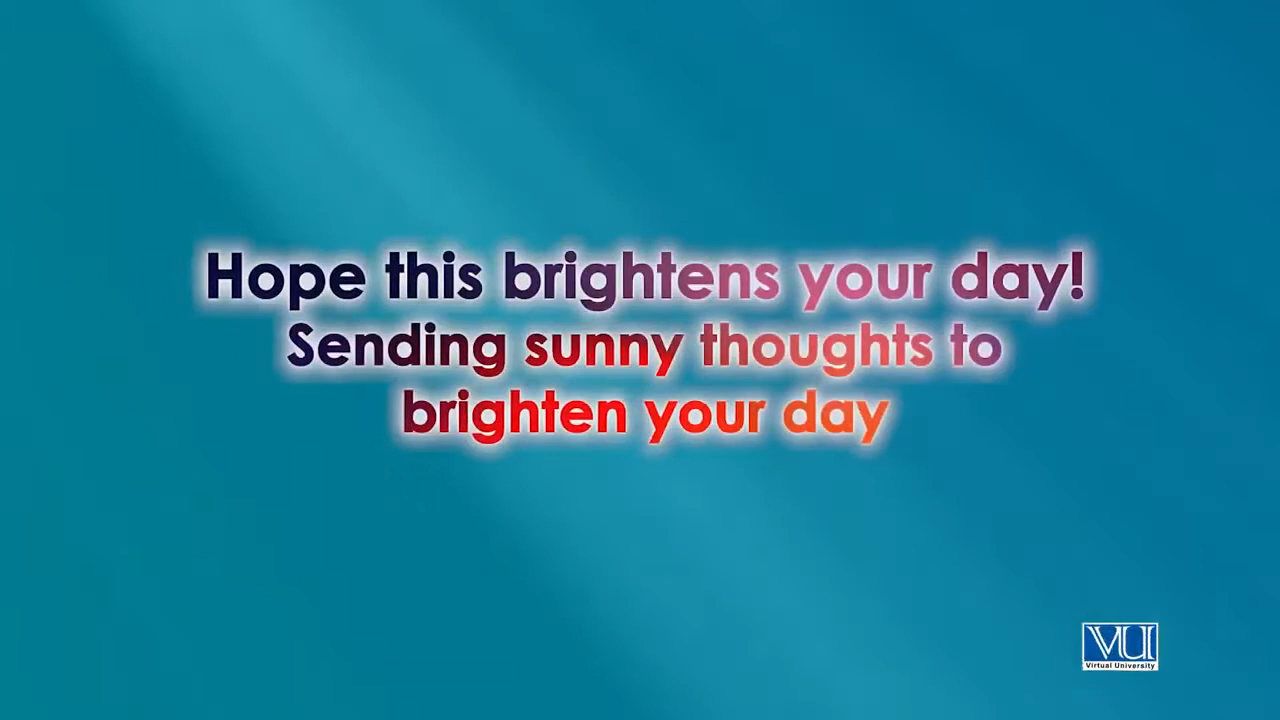 Hope this brightens your day!
Sending sunny thoughts to
brighten your day
VU
Virtual University